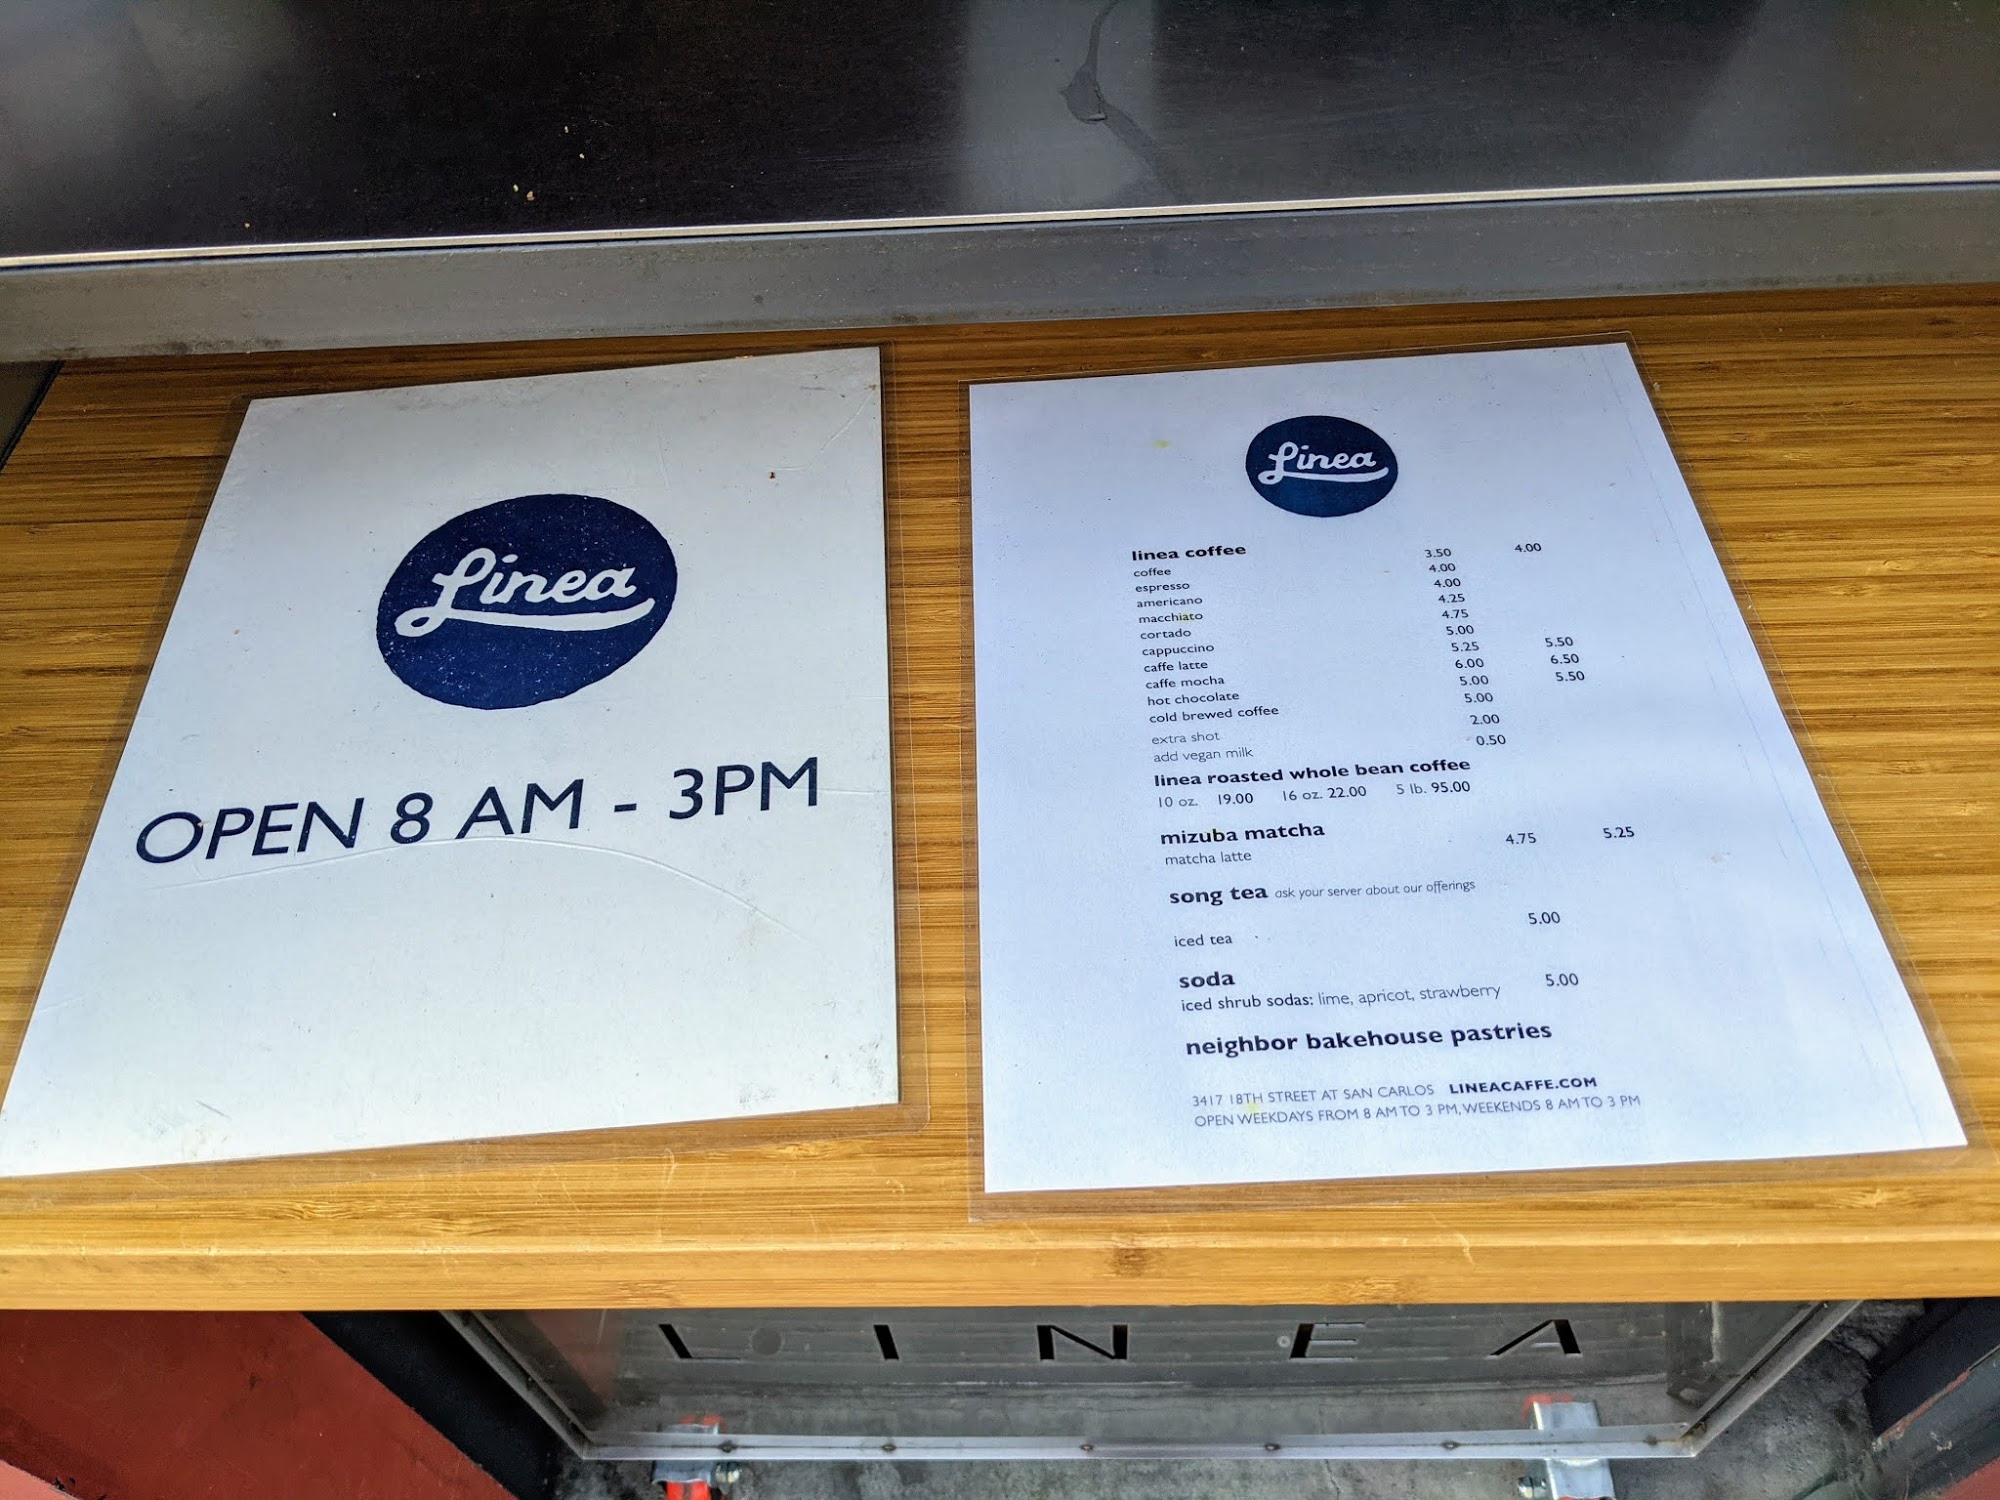 Linea
OPEN 8 AM - 3PM
Linea
linea coffee
coffee 3.50 4.00
espresso 4.00
americano 4.00
macchiato 4.25
cortado 4.75
cappuccino 5.00
caffe latte 5.25 5.50
caffe mocha 6.00 6.50
hot chocolate 5.00 5.50
cold brewed coffee 5.00
extra shot 2.00
add vegan milk 0.50
linea roasted whole bean coffee
10 oz. 19.00 16 oz. 22.00 5 lb. 95.00
mizuba matcha
matcha latte 4.75 5.25
song tea ask your server about our offerings
iced tea 5.00
soda
iced shrub sodas: lime, apricot, strawberry 5.00
neighbor bakehouse pastries
3417 18TH STREET AT SAN CARLOS LINEACAFFE.COM
OPEN WEEKDAYS FROM 8 AM TO 3 PM, WEEKENDS 8 AM TO 3 PM
LINEA